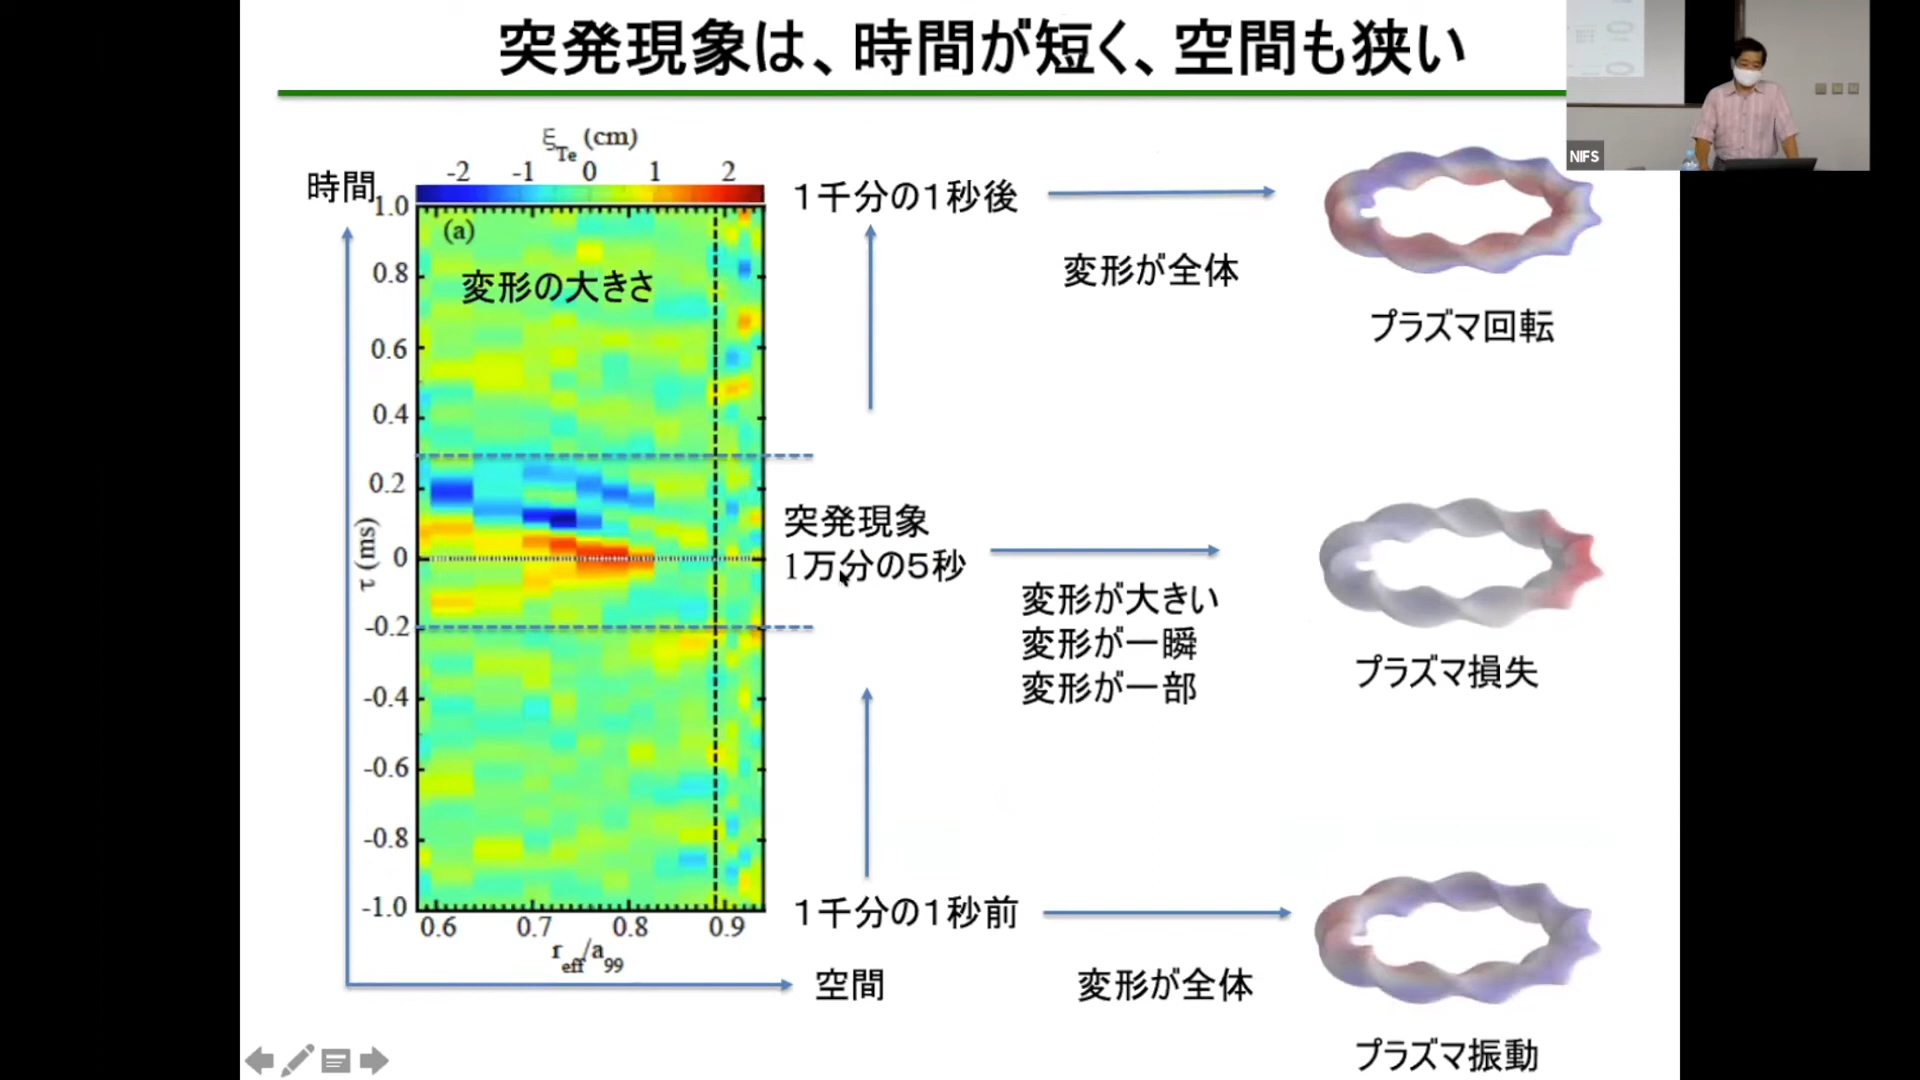 突発現象は、時間が短く、空間も狭い
NIFS
ξTe (cm)
-2 -1 0 1 2
時間
(a)
変形の大きさ
1.0
0.8
0.6
0.4
0.2
0
-0.2
-0.4
-0.6
-0.8
-1.0
τ (ms)
0.6 0.7 0.8 0.9
reff/a99
空間
１千分の１秒後
変形が全体
プラズマ回転
突発現象
1万分の５秒
変形が大きい
変形が一瞬
変形が一部
プラズマ損失
１千分の１秒前
変形が全体
プラズマ振動